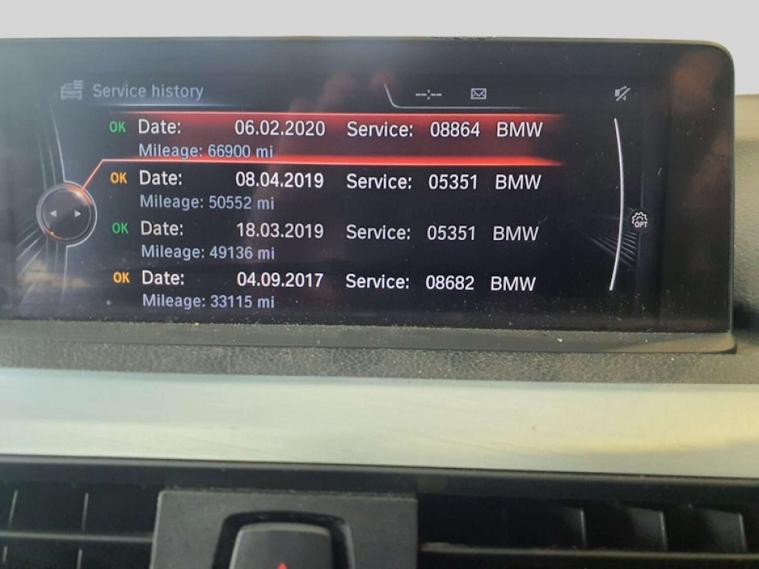 Service history --:--
OK Date: 06.02.2020 Service: 08864 BMW
Mileage: 66900 mi
OK Date: 08.04.2019 Service: 05351 BMW
Mileage: 50552 mi
OK Date: 18.03.2019 Service: 05351 BMW
Mileage: 49136 mi
OPT
OK Date: 04.09.2017 Service: 08682 BMW
Mileage: 33115 mi